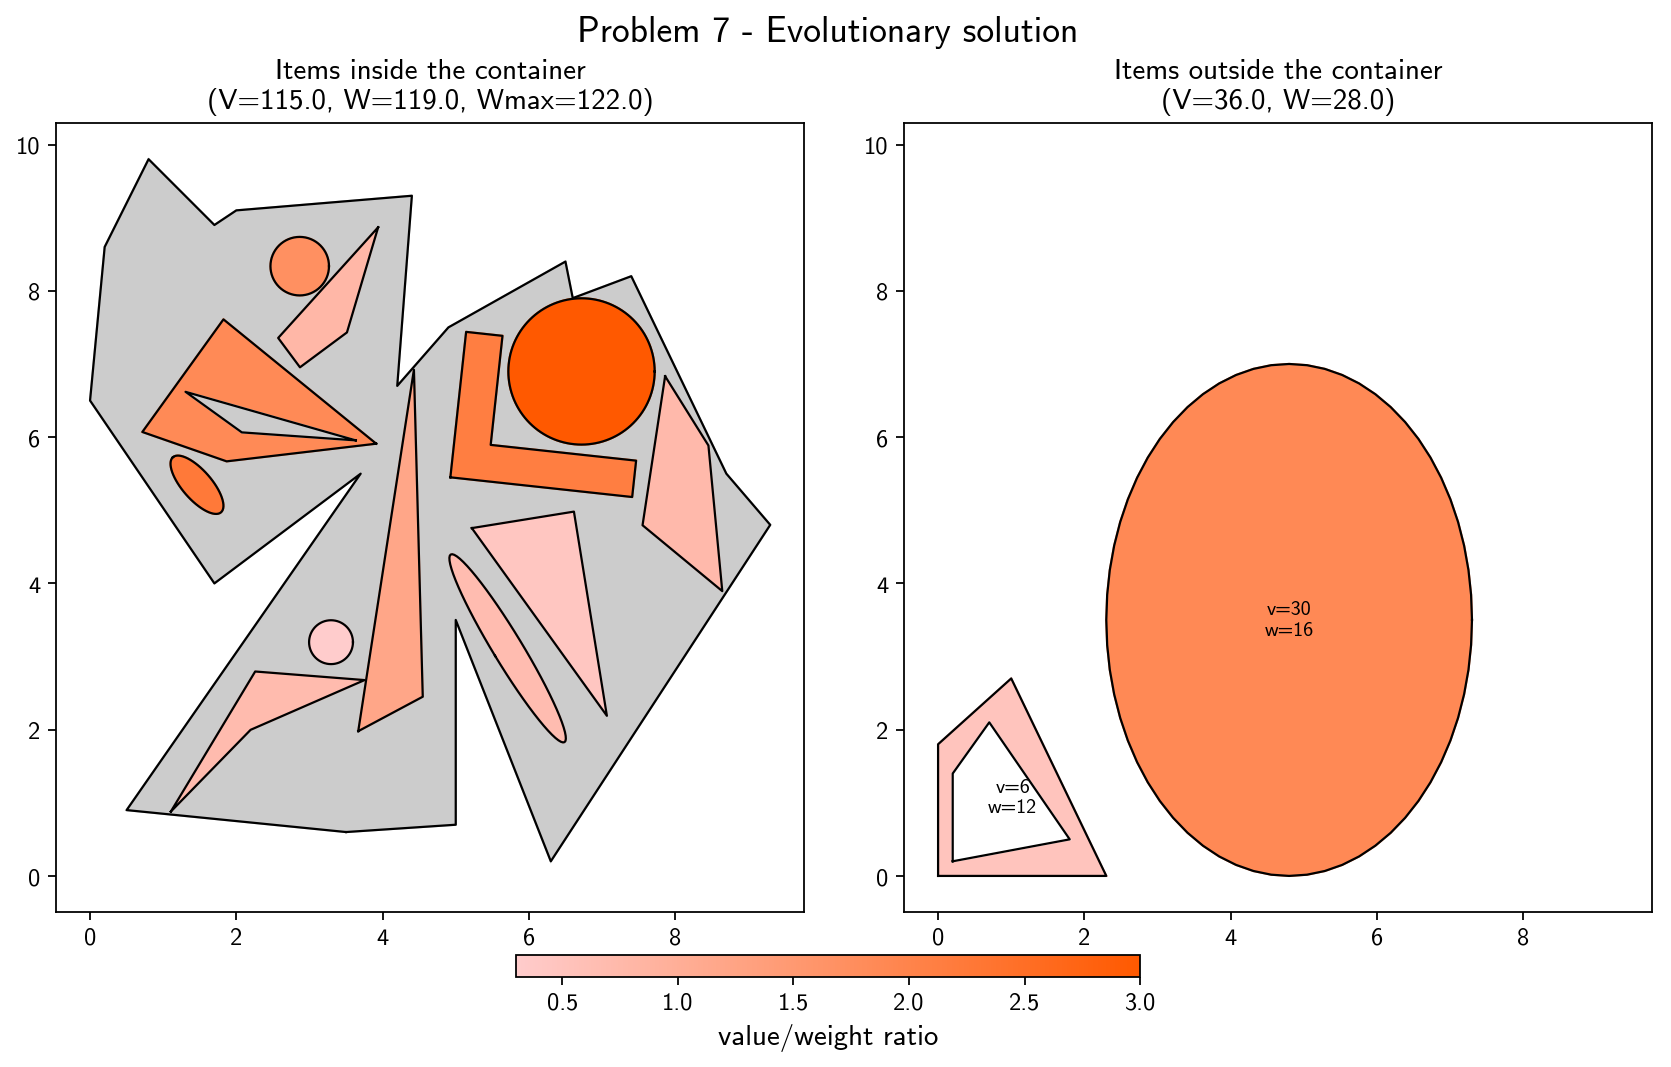 Problem 7 - Evolutionary solution
Items inside the container
(V=115.0, W=119.0, Wmax=122.0)
10
8
6
4
2
0
0 2 4 6 8
Items outside the container
(V=36.0, W=28.0)
10
8
6
4
2
0
v=30
w=16
v=6
w=12
0 2 4 6 8
0.5 1.0 1.5 2.0 2.5 3.0
value/weight ratio